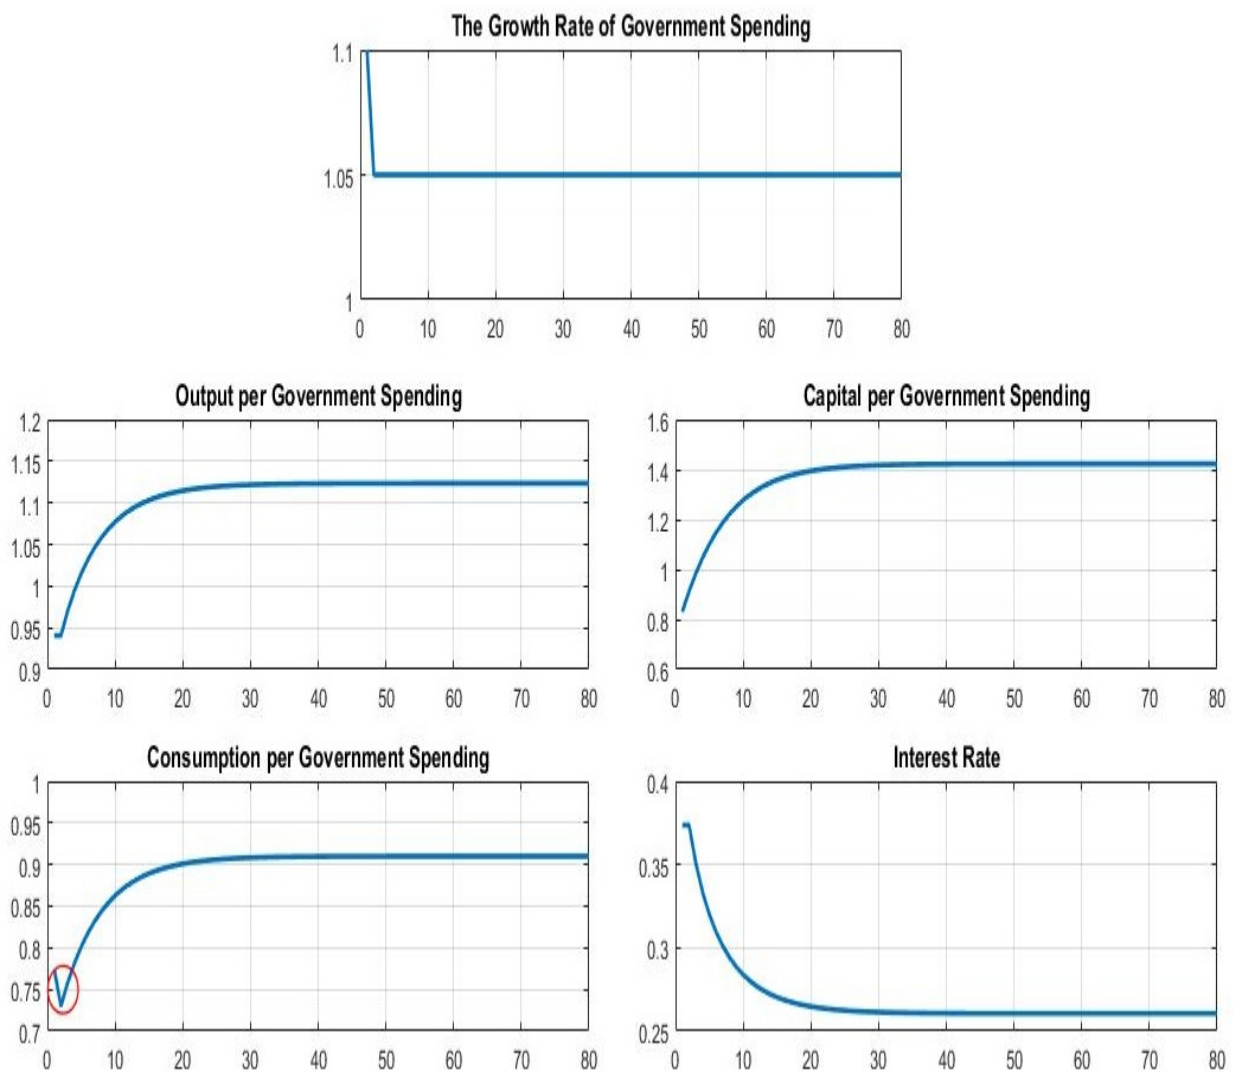 The Growth Rate of Government Spending
1.1
1.05
1
0 10 20 30 40 50 60 70 80
Output per Government Spending
1.2
1.15
1.1
1.05
1
0.95
0.9
0 10 20 30 40 50 60 70 80
Capital per Government Spending
1.6
1.4
1.2
1
0.8
0.6
0 10 20 30 40 50 60 70 80
Consumption per Government Spending
1
0.95
0.9
0.85
0.8
0.75
0.7
0 10 20 30 40 50 60 70 80
Interest Rate
0.4
0.35
0.3
0.25
0 10 20 30 40 50 60 70 80